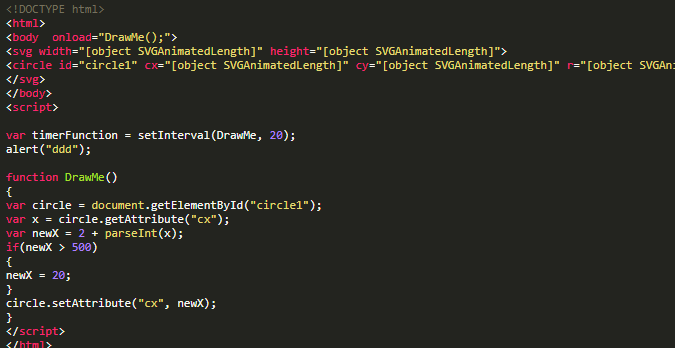 <!DOCTYPE html>
<html>
<body  onload="DrawMe();">
<svg width="[object SVGAnimatedLength]" height="[object SVGAnimatedLength]">
<circle id="circle1" cx="[object SVGAnimatedLength]" cy="[object SVGAnimatedLength]" r="[object SVGAni
</svg>
</body>
<script>
var timerFunction = setInterval(DrawMe, 20);
alert("ddd");
function DrawMe()
{
var circle = document.getElementById("circle1");
var x = circle.getAttribute("cx");
var newX = 2 + parseInt(x);
if(newX > 500)
{
newX = 20;
}
circle.setAttribute("cx", newX);
}
</script>
</html>